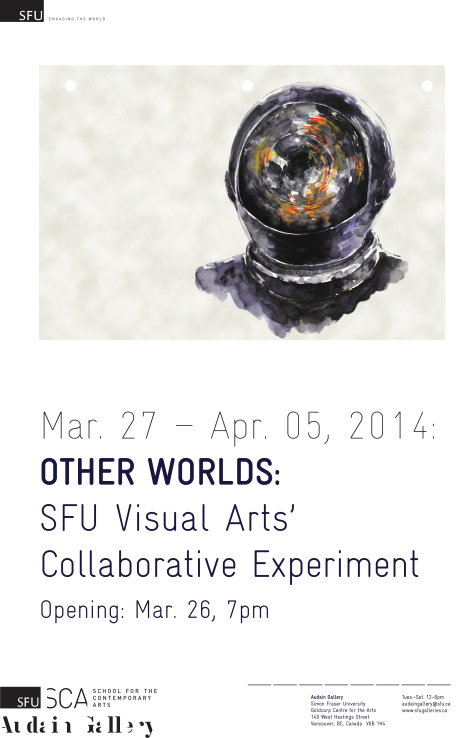 SFU ENGAGING THE WORLD
Mar. 27 – Apr. 05, 2014:
OTHER WORLDS:
SFU Visual Arts'
Collaborative Experiment
Opening: Mar. 26, 7pm
SFU SCA SCHOOL FOR THE
CONTEMPORARY
ARTS
Audain Gallery
Audain Gallery
Simon Fraser University
Goldcorp Centre for the Arts
149 West Hastings Street
Vancouver, BC, Canada V6B 1H4
Tues.–Sat. 12–6pm
audaingallery@sfu.ca
www.sfugalleries.ca